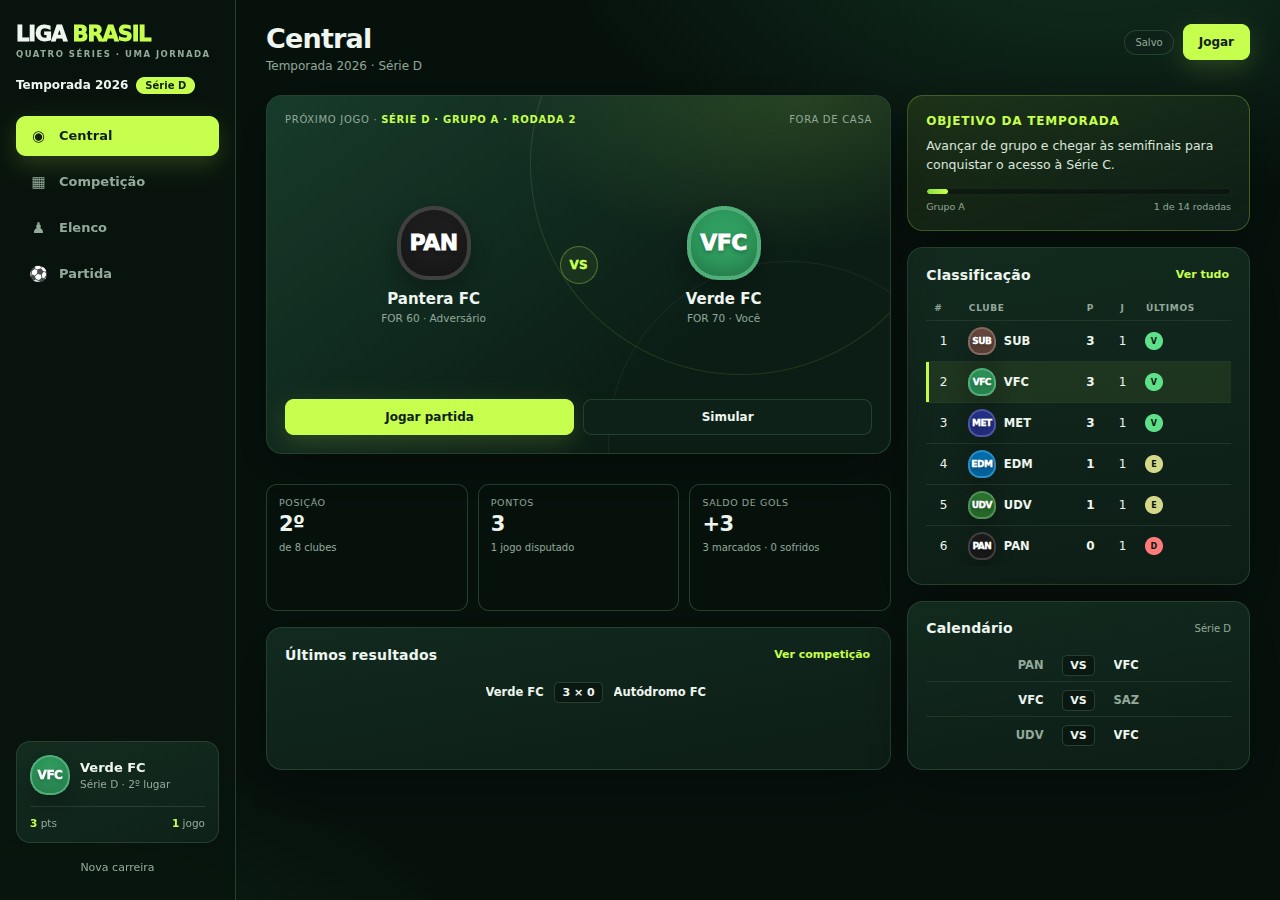 LIGA BRASIL
QUATRO SÉRIES · UMA JORNADA
Temporada 2026 Série D
Central
Competição
Elenco
Partida
VFC
Verde FC
Série D · 2º lugar
3 pts 1 jogo
Nova carreira
Central
Temporada 2026 · Série D
Salvo
Jogar
PRÓXIMO JOGO · SÉRIE D · GRUPO A · RODADA 2
FORA DE CASA
PAN
Pantera FC
FOR 60 · Adversário
VS
VFC
Verde FC
FOR 70 · Você
Jogar partida
Simular
POSIÇÃO
2º
de 8 clubes
PONTOS
3
1 jogo disputado
SALDO DE GOLS
+3
3 marcados · 0 sofridos
Últimos resultados
Ver competição
Verde FC 3 × 0 Autódromo FC
OBJETIVO DA TEMPORADA
Avançar de grupo e chegar às semifinais para
conquistar o acesso à Série C.
Grupo A 1 de 14 rodadas
Classificação Ver tudo
# CLUBE P J ÚLTIMOS
1 SUB SUB 3 1 V
2 VFC VFC 3 1 V
3 MET MET 3 1 V
4 EDM EDM 1 1 E
5 UDV UDV 1 1 E
6 PAN PAN 0 1 D
Calendário Série D
PAN VS VFC
VFC VS SAZ
UDV VS VFC